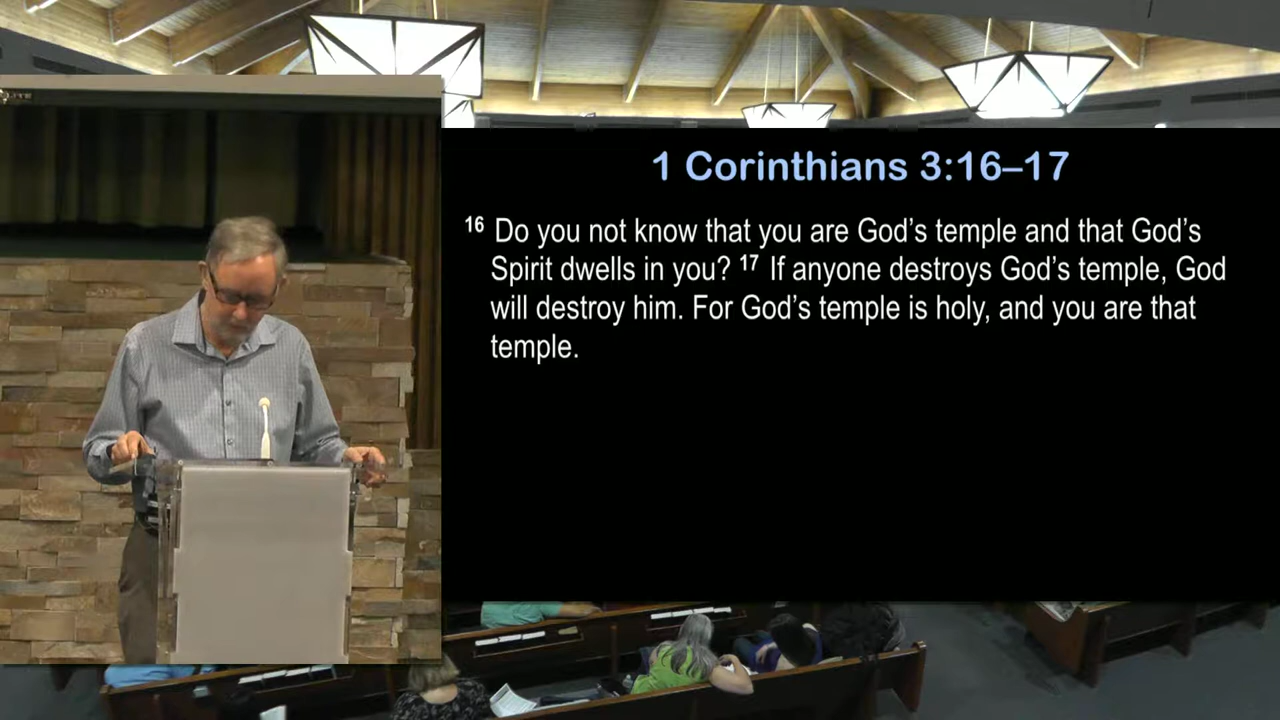 1 Corinthians 3:16–17
16 Do you not know that you are God’s temple and that God’s
Spirit dwells in you? 17 If anyone destroys God’s temple, God
will destroy him. For God’s temple is holy, and you are that
temple.